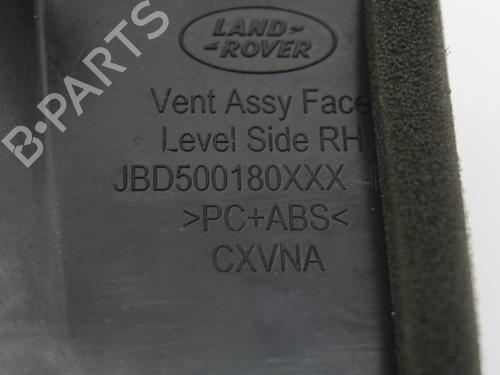 LAND
ROVER
Vent Assy Face
Level Side RH
JBD500180XXX
>PC+ABS<
CXVNA
B-PARTS